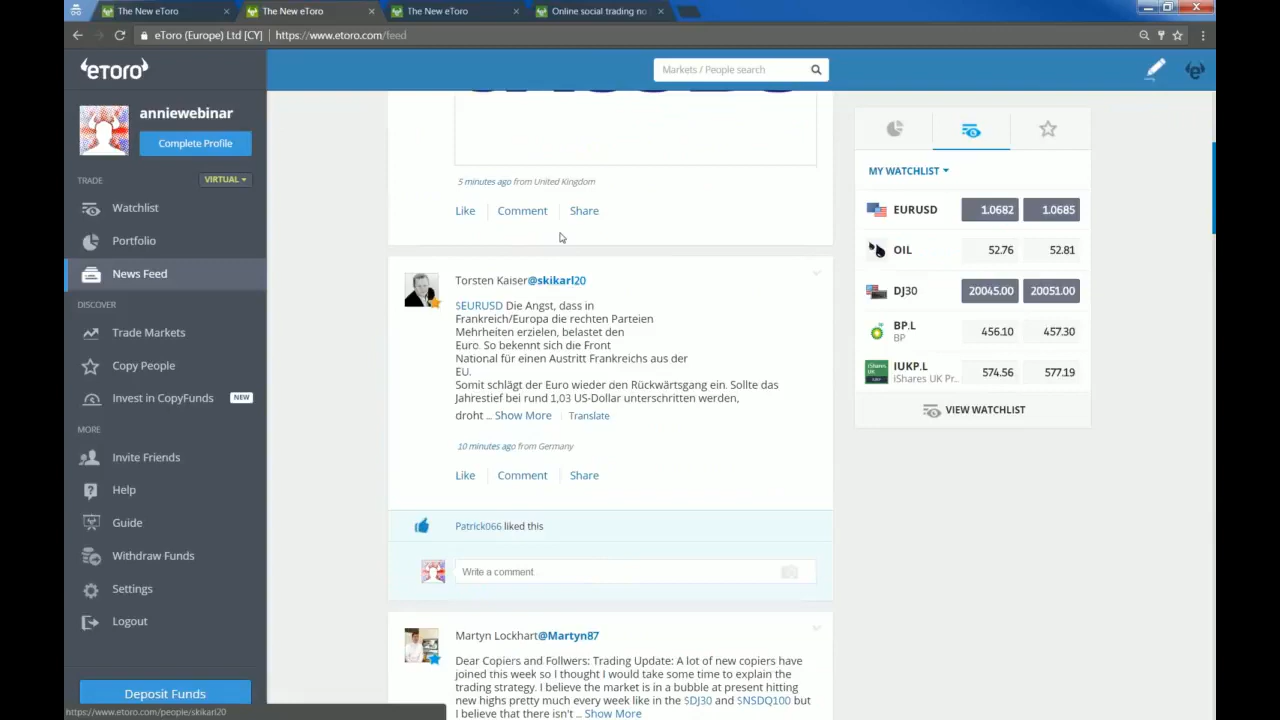 The New eToro
The New eToro
The New eToro
Online social trading no
eToro (Europe) Ltd [CY]
https://www.etoro.com/feed
eTORO
Markets / People search
anniewebinar
Complete Profile
TRADE
VIRTUAL
Watchlist
Portfolio
News Feed
DISCOVER
Trade Markets
Copy People
Invest in CopyFunds NEW
MORE
Invite Friends
Help
Guide
Withdraw Funds
Settings
Logout
Deposit Funds
https://www.etoro.com/people/skikarl20
5 minutes ago from United Kingdom
Like Comment Share
Torsten Kaiser@skikarl20
$EURUSD Die Angst, dass in
Frankreich/Europa die rechten Parteien
Mehrheiten erzielen, belastet den
Euro. So bekennt sich die Front
National für einen Austritt Frankreichs aus der
EU.
Somit schlägt der Euro wieder den Rückwärtsgang ein. Sollte das
Jahrestief bei rund 1,03 US-Dollar unterschritten werden,
droht ... Show More Translate
10 minutes ago from Germany
Like Comment Share
Patrick066 liked this
Write a comment
Martyn Lockhart@Martyn87
Dear Copiers and Follwers: Trading Update: A lot of new copiers have
joined this week so I thought I would take some time to explain the
trading strategy. I believe the market is in a bubble at present hitting
new highs pretty much every week like in the $DJ30 and $NSDQ100 but
I believe that there isn't ... Show More
MY WATCHLIST
EURUSD 1.0682 1.0685
OIL 52.76 52.81
DJ30 20045.00 20051.00
BP.L 456.10 457.30
BP
IUKP.L 574.56 577.19
iShares UK Pr...
VIEW WATCHLIST